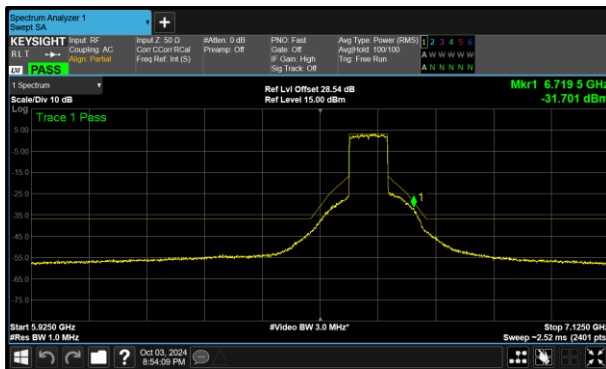 Spectrum Analyzer 1
Swept SA
KEYSIGHT
RLT
LXI
PASS
Input: RF
Coupling: AC
Align: Partial
Input Z: 50 Ω
Corr CCorr RCal
Freq Ref: Int (S)
#Atten: 0 dB
Preamp: Off
PNO: Fast
Gate: Off
IF Gain: High
Sig Track: Off
Avg Type: Power (RMS)
Avg|Hold: 100/100
Trig: Free Run
1 2 3 4 5 6
A W W W W W
A N N N N N
1 Spectrum
Scale/Div 10 dB
Ref Lvl Offset 28.54 dB
Ref Level 15.00 dBm
Mkr1 6.719 5 GHz
-31.701 dBm
Log
Trace 1 Pass
5.00
-5.00
-15.0
-25.0
-35.0
-45.0
-55.0
-65.0
-75.0
1
Start 5.9250 GHz
#Res BW 1.0 MHz
#Video BW 3.0 MHz*
Stop 7.1250 GHz
Sweep ~2.52 ms (2401 pts)
Oct 03, 2024
8:54:09 PM